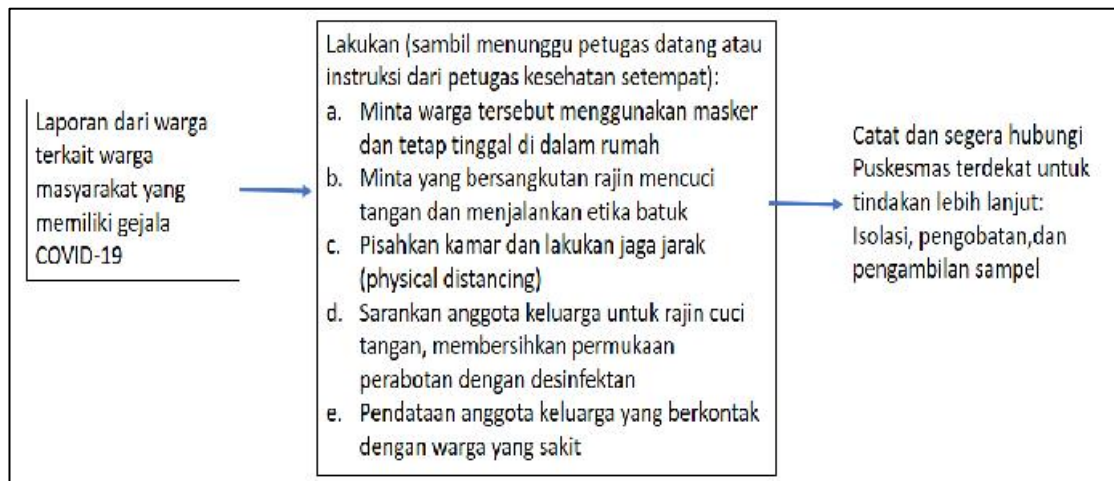 Laporan dari warga
terkait warga
masyarakat yang
memiliki gejala
COVID-19
Lakukan (sambil menunggu petugas datang atau
instruksi dari petugas kesehatan setempat):
a. Minta warga tersebut menggunakan masker
dan tetap tinggal di dalam rumah
b. Minta yang bersangkutan rajin mencuci
tangan dan menjalankan etika batuk
c. Pisahkan kamar dan lakukan jaga jarak
(physical distancing)
d. Sarankan anggota keluarga untuk rajin cuci
tangan, membersihkan permukaan
perabotan dengan desinfektan
e. Pendataan anggota keluarga yang berkontak
dengan warga yang sakit
Catat dan segera hubungi
Puskesmas terdekat untuk
tindakan lebih lanjut:
Isolasi, pengobatan,dan
pengambilan sampel